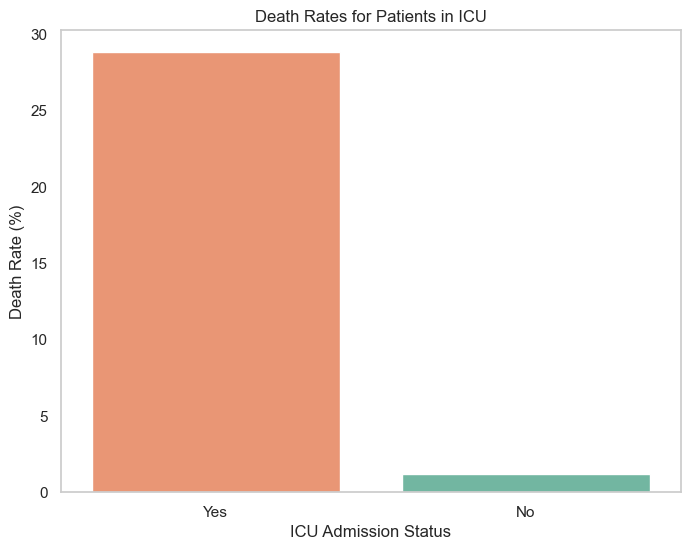 Death Rates for Patients in ICU
Death Rate (%)
30
25
20
15
10
5
0
Yes
No
ICU Admission Status